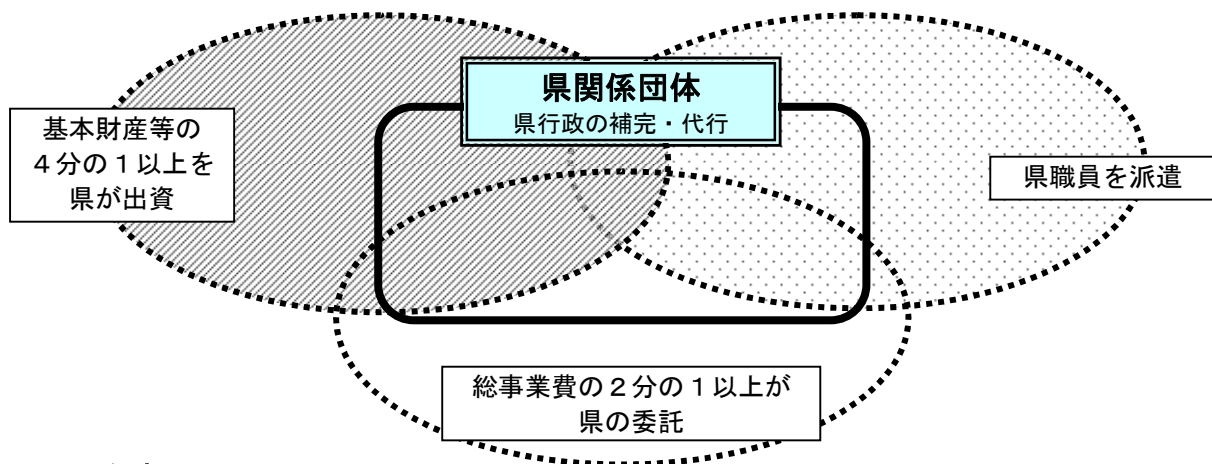 県関係団体
県行政の補完・代行
基本財産等の
４分の１以上を
県が出資
県職員を派遣
総事業費の２分の１以上が
県の委託